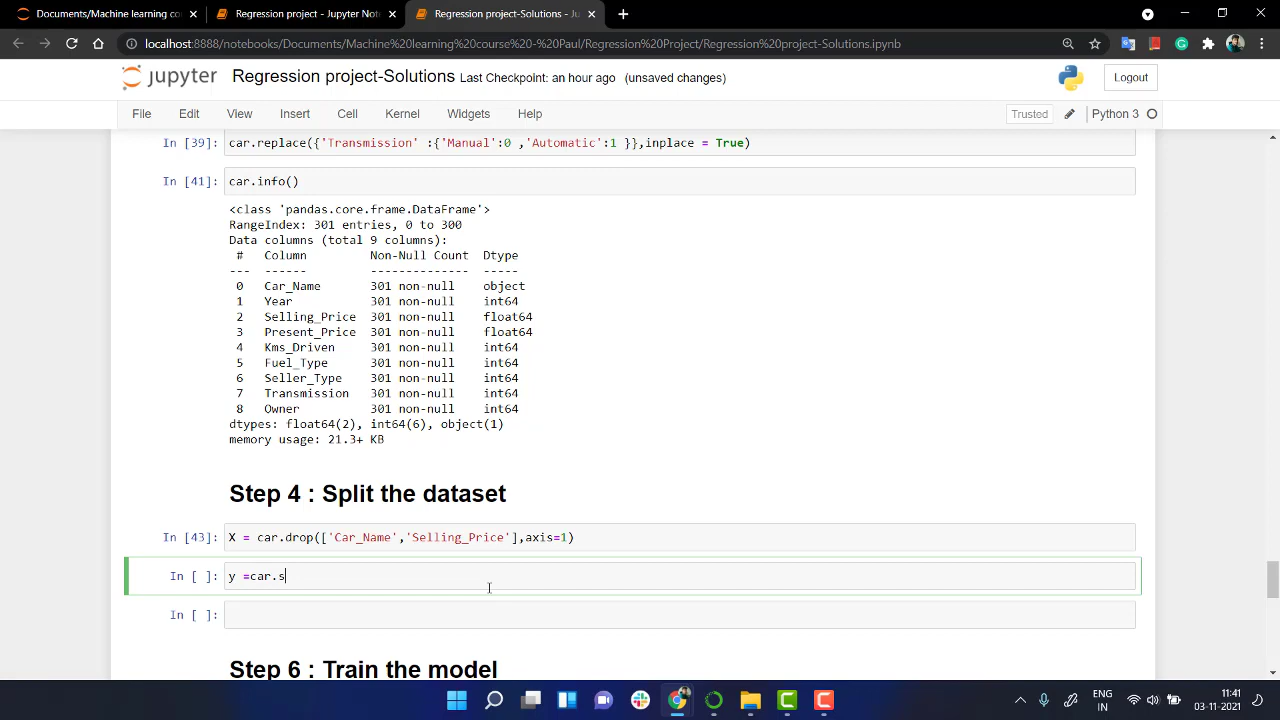 Documents/Machine learning co
Regression project - Jupyter Not
Regression project-Solutions - Ju
localhost:8888/notebooks/Documents/Machine%20learning%20course%20-%20Paul/Regression%20Project/Regression%20project-Solutions.ipynb
jupyter Regression project-Solutions Last Checkpoint: an hour ago (unsaved changes) Logout
File Edit View Insert Cell Kernel Widgets Help Trusted Python 3
In [39]: car.replace({'Transmission' :{'Manual':0 ,'Automatic':1 }},inplace = True)
In [41]: car.info()
<class 'pandas.core.frame.DataFrame'>
RangeIndex: 301 entries, 0 to 300
Data columns (total 9 columns):
# Column Non-Null Count Dtype
--- ------ -------------- -----
0 Car_Name 301 non-null object
1 Year 301 non-null int64
2 Selling_Price 301 non-null float64
3 Present_Price 301 non-null float64
4 Kms_Driven 301 non-null int64
5 Fuel_Type 301 non-null int64
6 Seller_Type 301 non-null int64
7 Transmission 301 non-null int64
8 Owner 301 non-null int64
dtypes: float64(2), int64(6), object(1)
memory usage: 21.3+ KB
Step 4 : Split the dataset
In [43]: X = car.drop(['Car_Name','Selling_Price'],axis=1)
In [ ]: y =car.s
In [ ]:
Step 6 : Train the model
ENG
IN
11:41
03-11-2021